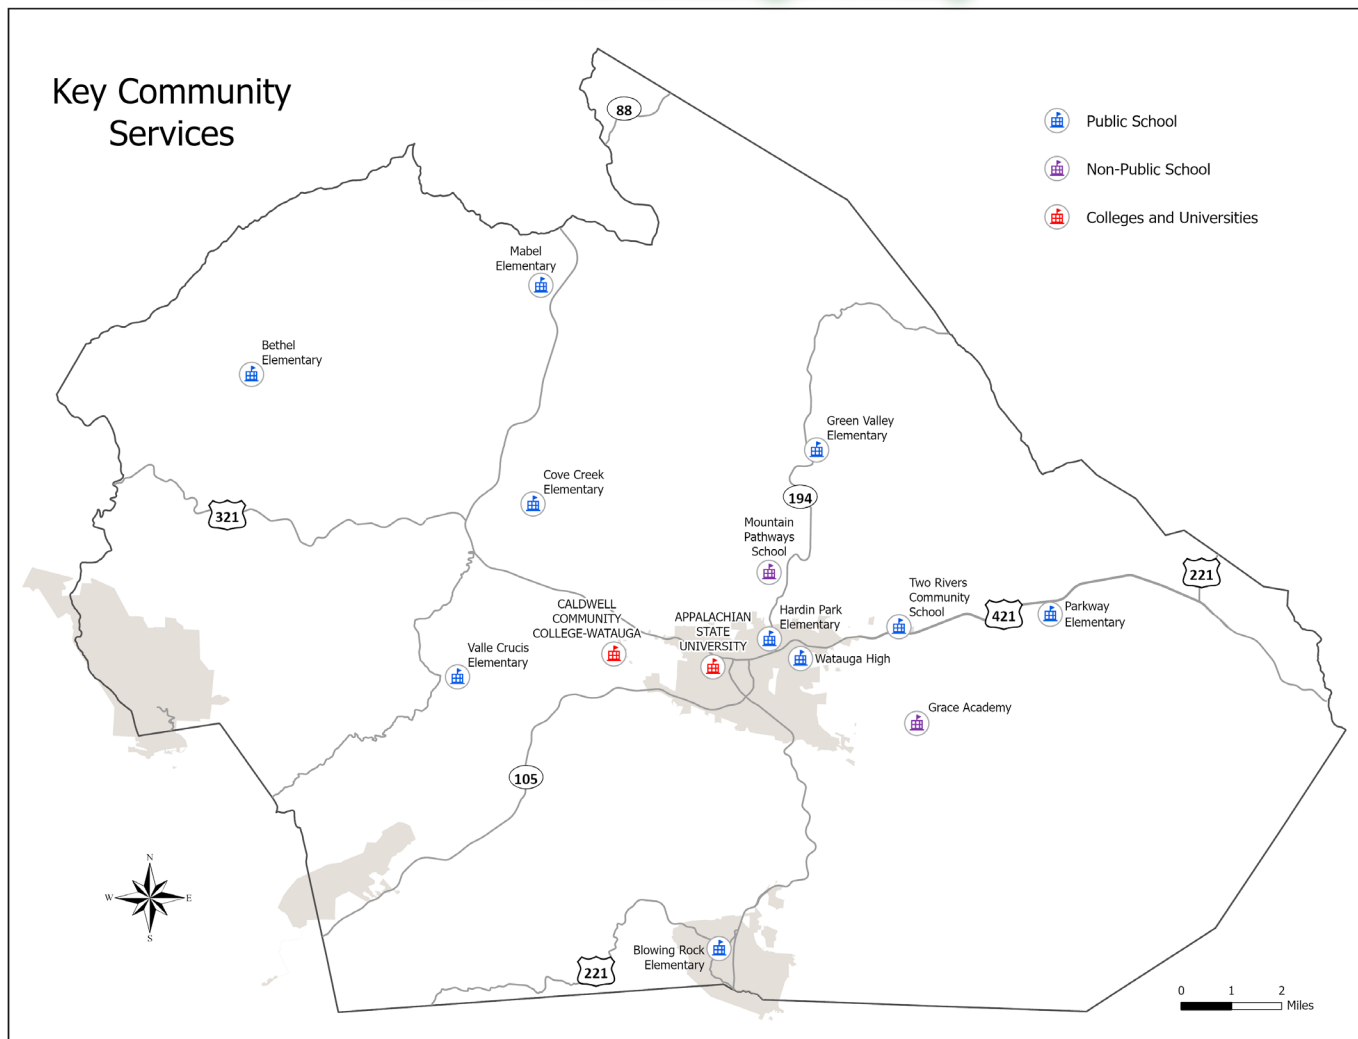 Key Community
Services
Public School
Non-Public School
Colleges and Universities
88
Mabel
Elementary
Bethel
Elementary
Green Valley
Elementary
Cove Creek
Elementary
194
321
Mountain
Pathways
School
221
Two Rivers
Community
School
421
Parkway
Elementary
CALDWELL
COMMUNITY
COLLEGE-WATAUGA
APPALACHIAN
STATE
UNIVERSITY
Hardin Park
Elementary
Watauga High
Valle Crucis
Elementary
Grace Academy
105
N
W
E
S
Blowing Rock
Elementary
221
0 1 2
Miles